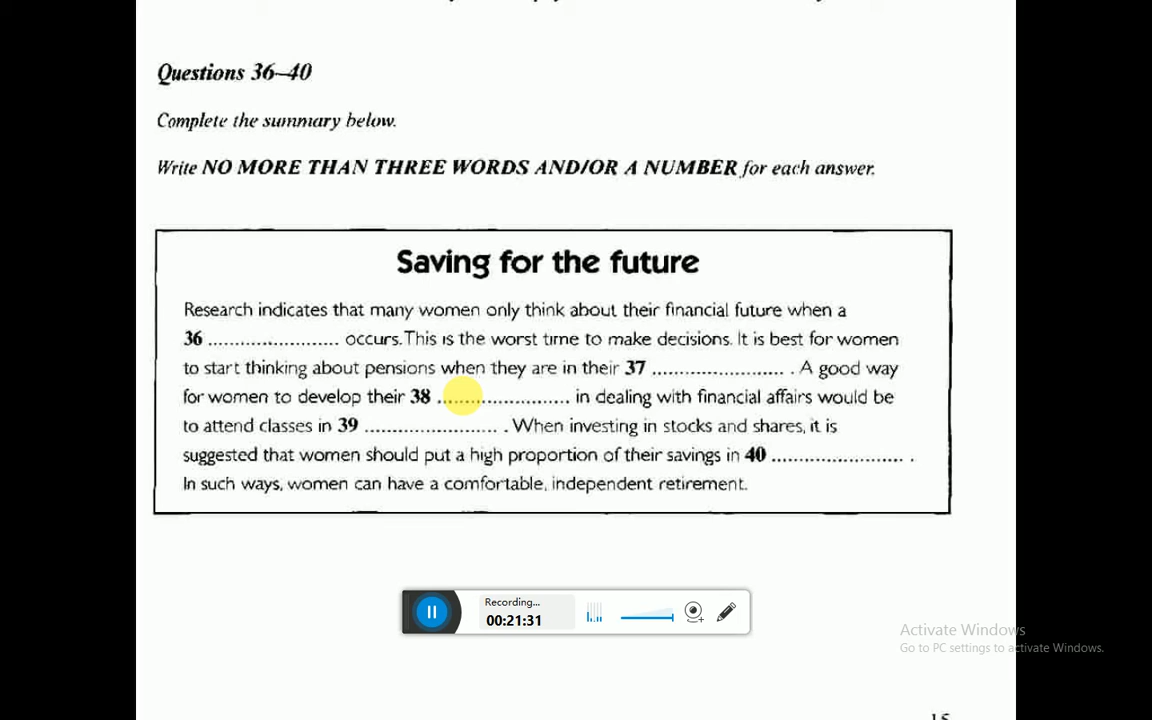 Questions 36–40
Complete the summary below.
Write NO MORE THAN THREE WORDS AND/OR A NUMBER for each answer.
Saving for the future
Research indicates that many women only think about their financial future when a
36 ........................ occurs. This is the worst time to make decisions. It is best for women
to start thinking about pensions when they are in their 37 ........................ . A good way
for women to develop their 38 ........................ in dealing with financial affairs would be
to attend classes in 39 ........................ . When investing in stocks and shares, it is
suggested that women should put a high proportion of their savings in 40 ........................ .
In such ways, women can have a comfortable, independent retirement.
Recording...
00:21:31
Activate Windows
Go to PC settings to activate Windows.